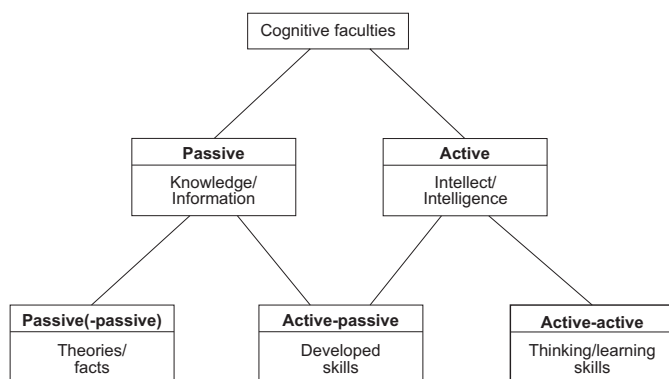 Cognitive faculties
Passive
Knowledge/
Information
Active
Intellect/
Intelligence
Passive(-passive)
Theories/
facts
Active-passive
Developed
skills
Active-active
Thinking/learning
skills